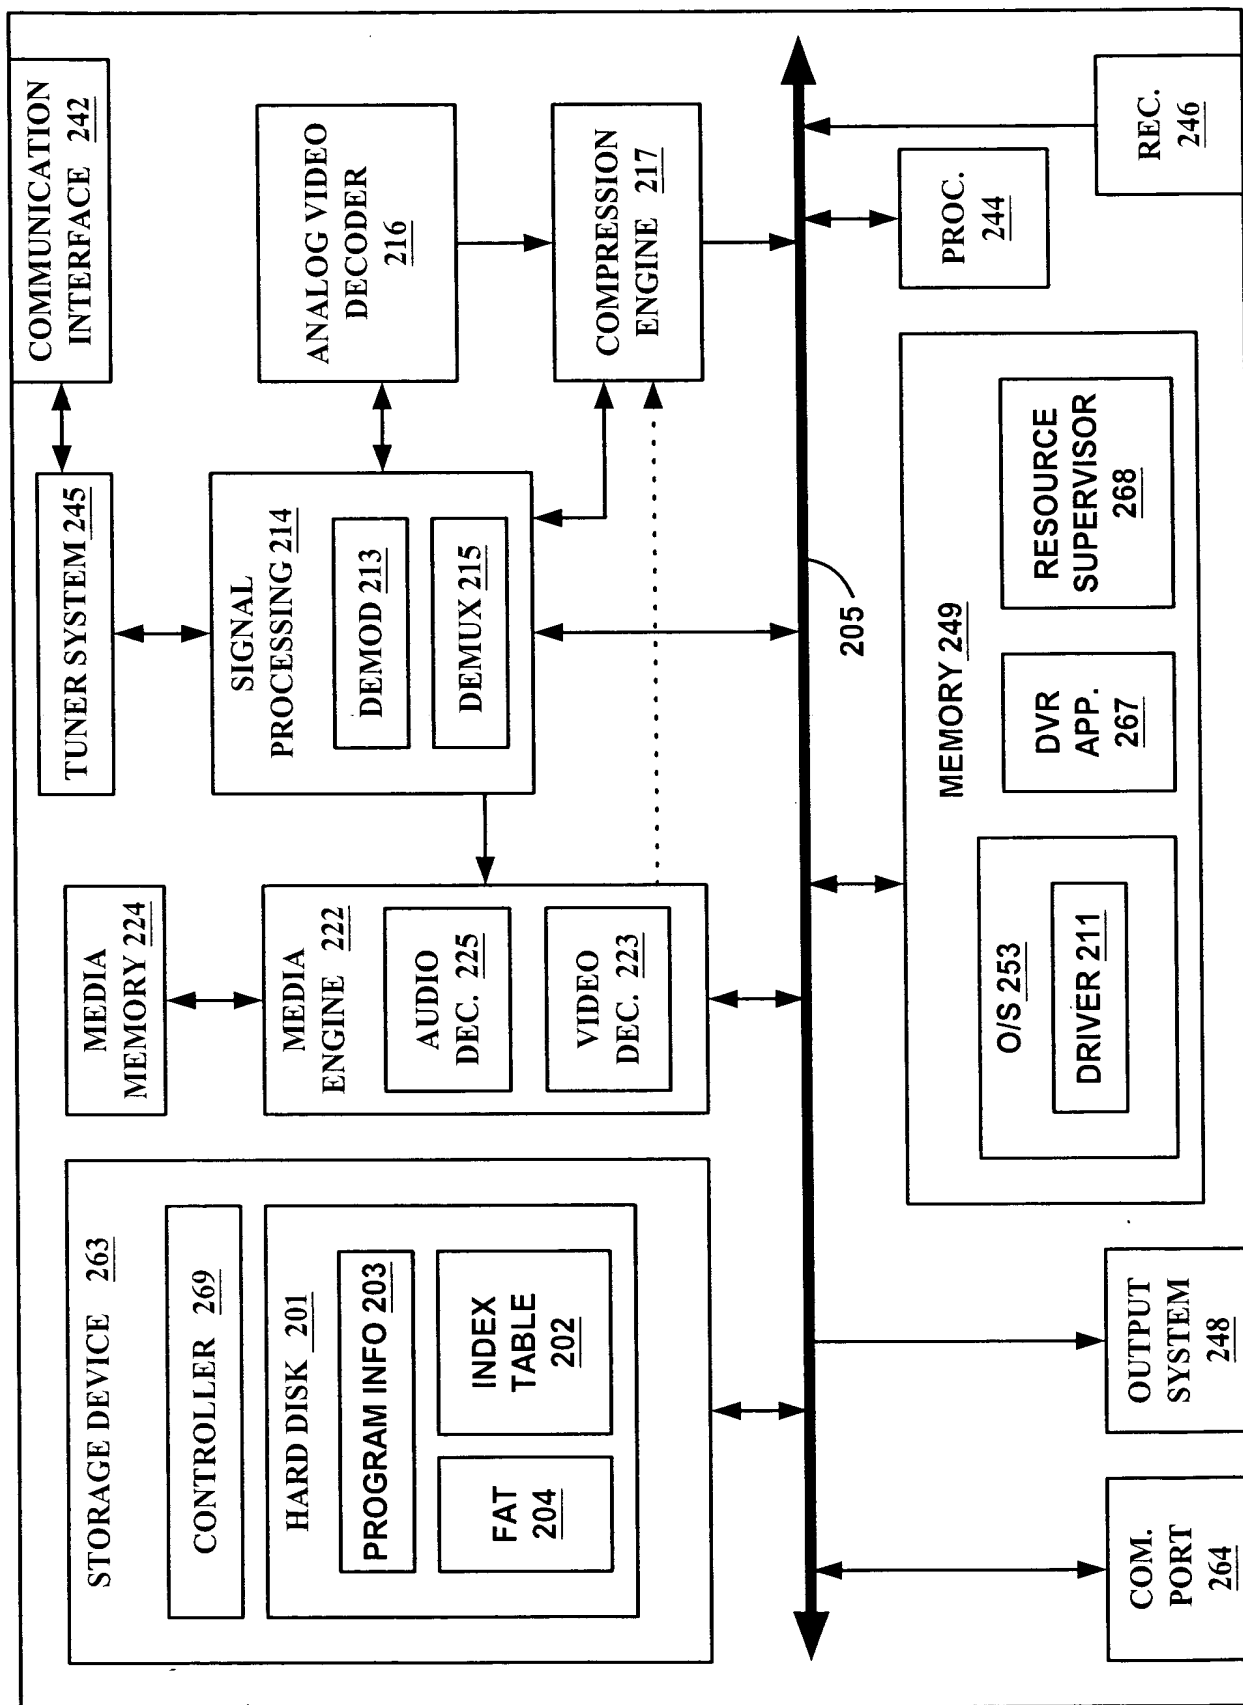 STORAGE DEVICE 263
CONTROLLER 269
HARD DISK 201
PROGRAM INFO 203
FAT
204
INDEX
TABLE
202
MEDIA
MEMORY 224
MEDIA
ENGINE 222
AUDIO
DEC. 225
VIDEO
DEC. 223
TUNER SYSTEM 245
SIGNAL
PROCESSING 214
DEMOD 213
DEMUX 215
COMMUNICATION
INTERFACE 242
ANALOG VIDEO
DECODER
216
COMPRESSION
ENGINE 217
205
COM.
PORT
264
OUTPUT
SYSTEM
248
MEMORY 249
O/S 253
DRIVER 211
DVR
APP.
267
RESOURCE
SUPERVISOR
268
PROC.
244
REC.
246